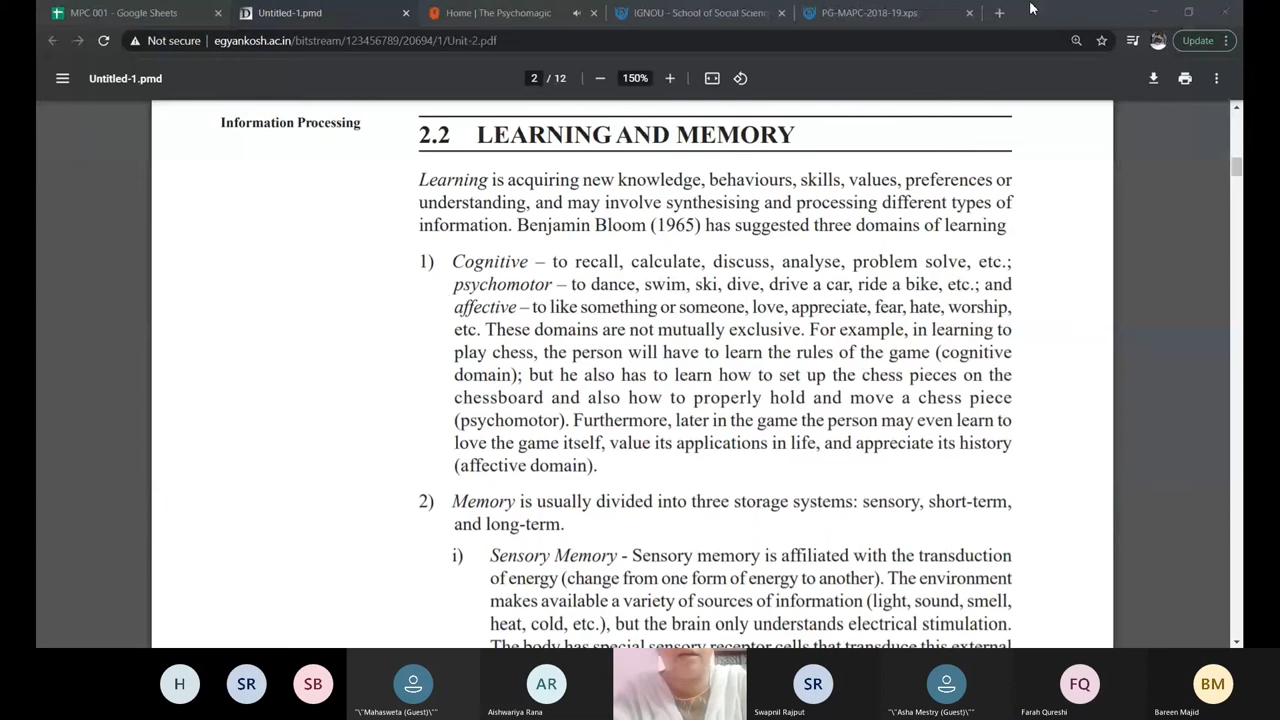 MPC 001 - Google Sheets
Untitled-1.pmd
Home | The Psychomagic
IGNOU - School of Social Scienc
PG-MAPC-2018-19.xps
Not secure | egyankosh.ac.in/bitstream/123456789/20694/1/Unit-2.pdf
Update
Untitled-1.pmd
2 / 12
150%
Information Processing
2.2 LEARNING AND MEMORY
Learning is acquiring new knowledge, behaviours, skills, values, preferences or
understanding, and may involve synthesising and processing different types of
information. Benjamin Bloom (1965) has suggested three domains of learning
1) Cognitive – to recall, calculate, discuss, analyse, problem solve, etc.;
psychomotor – to dance, swim, ski, dive, drive a car, ride a bike, etc.; and
affective – to like something or someone, love, appreciate, fear, hate, worship,
etc. These domains are not mutually exclusive. For example, in learning to
play chess, the person will have to learn the rules of the game (cognitive
domain); but he also has to learn how to set up the chess pieces on the
chessboard and also how to properly hold and move a chess piece
(psychomotor). Furthermore, later in the game the person may even learn to
love the game itself, value its applications in life, and appreciate its history
(affective domain).
2) Memory is usually divided into three storage systems: sensory, short-term,
and long-term.
i) Sensory Memory - Sensory memory is affiliated with the transduction
of energy (change from one form of energy to another). The environment
makes available a variety of sources of information (light, sound, smell,
heat, cold, etc.), but the brain only understands electrical stimulation.
The body has special sensory receptor cells that transduce this external
H
SR
SB
AR
SR
FQ
BM
"\"Mahasweta (Guest)\""
Aishwariya Rana
Swapnil Rajput
"\"Asha Mestry (Guest)\""
Farah Qureshi
Bareen Majid